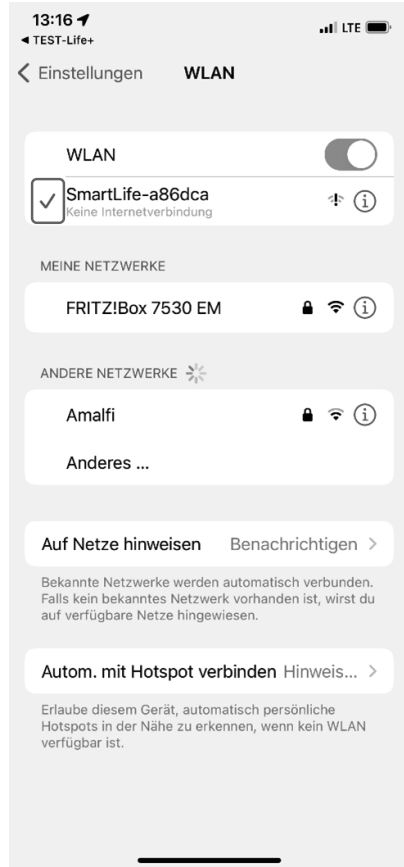 13:16
LTE
◀ TEST-Life+
Einstellungen WLAN
WLAN
SmartLife-a86dca
Keine Internetverbindung
MEINE NETZWERKE
FRITZ!Box 7530 EM
ANDERE NETZWERKE
Amalfi
Anderes ...
Auf Netze hinweisen Benachrichtigen
Bekannte Netzwerke werden automatisch verbunden.
Falls kein bekanntes Netzwerk vorhanden ist, wirst du
auf verfügbare Netze hingewiesen.
Autom. mit Hotspot verbinden Hinweis...
Erlaube diesem Gerät, automatisch persönliche
Hotspots in der Nähe zu erkennen, wenn kein WLAN
verfügbar ist.